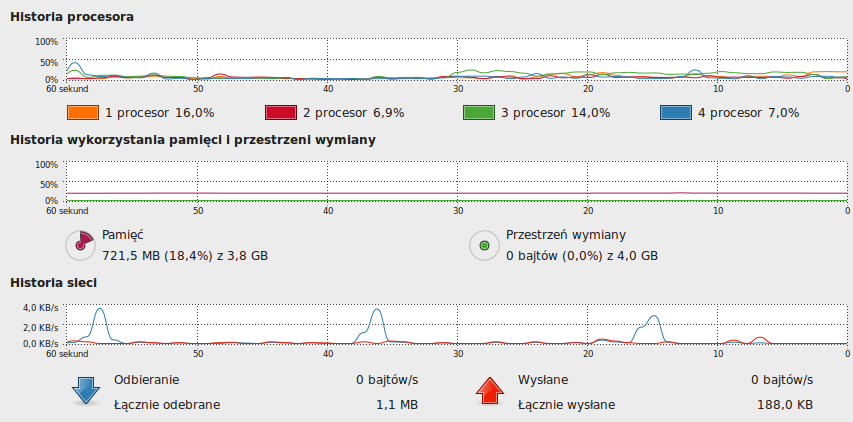 Historia procesora
100%
50%
0%
60 sekund 50 40 30 20 10 0
1 procesor 16,0% 2 procesor 6,9% 3 procesor 14,0% 4 procesor 7,0%
Historia wykorzystania pamięci i przestrzeni wymiany
100%
50%
0%
60 sekund 50 40 30 20 10 0
Pamięć Przestrzeń wymiany
721,5 MB (18,4%) z 3,8 GB 0 bajtów (0,0%) z 4,0 GB
Historia sieci
4,0 KB/s
2,0 KB/s
0,0 KB/s
60 sekund 50 40 30 20 10 0
Odbieranie 0 bajtów/s Wysłane 0 bajtów/s
Łącznie odebrane 1,1 MB Łącznie wysłane 188,0 KB